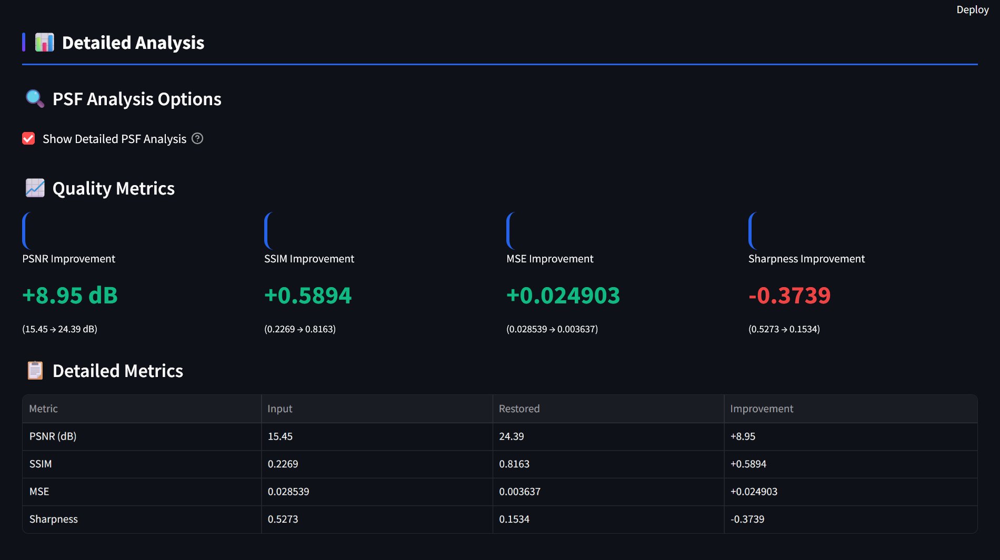 Deploy
Detailed Analysis
PSF Analysis Options
Show Detailed PSF Analysis
Quality Metrics
PSNR Improvement
+8.95 dB
(15.45 → 24.39 dB)
SSIM Improvement
+0.5894
(0.2269 → 0.8163)
MSE Improvement
+0.024903
(0.028539 → 0.003637)
Sharpness Improvement
-0.3739
(0.5273 → 0.1534)
Detailed Metrics
Metric Input Restored Improvement
PSNR (dB) 15.45 24.39 +8.95
SSIM 0.2269 0.8163 +0.5894
MSE 0.028539 0.003637 +0.024903
Sharpness 0.5273 0.1534 -0.3739